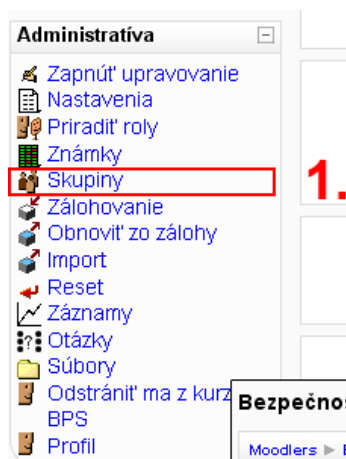 Administratíva
Zapnúť upravovanie
Nastavenia
Priradiť roly
Známky
Skupiny
1.
Zálohovanie
Obnoviť zo zálohy
Import
Reset
Záznamy
Otázky
Súbory
Odstrániť ma z kurz
BPS
Profil
Moodlers ►